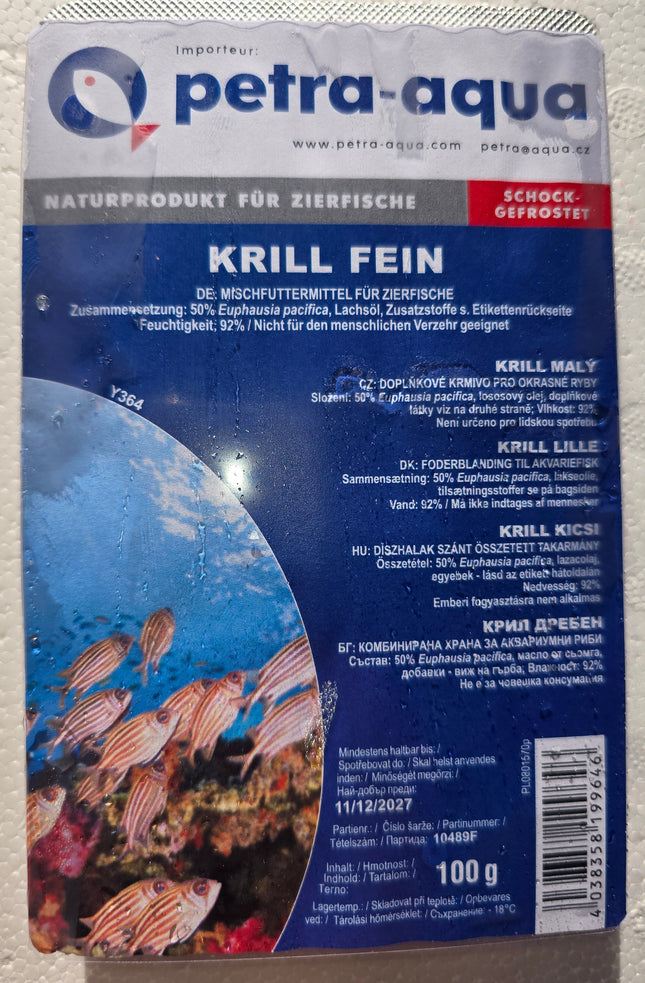 Importeur:
petra-aqua
www.petra-aqua.com petra@aqua.cz
NATURPRODUKT FÜR ZIERFISCHE
SCHOCK-
GEFROSTET
KRILL FEIN
DE: MISCHFUTTERMITTEL FÜR ZIERFISCHE
Zusammensetzung: 50% Euphausia pacifica, Lachsöl, Zusatzstoffe s. Etikettenrückseite
Feuchtigkeit: 92% / Nicht für den menschlichen Verzehr geeignet
Y364
KRILL MALÝ
CZ: DOPLŇKOVÉ KRMIVO PRO OKRASNÉ RYBY
Složení: 50% Euphausia pacifica, lososový olej, doplňkové
látky viz na druhé straně; Vlhkost: 92%
Není určeno pro lidskou spotřebu
KRILL LILLE
DK: FODERBLANDING TIL AKVARIEFISK
Sammensætning: 50% Euphausia pacifica, lakseolie,
tilsætningsstoffer se på bagsiden
Vand: 92% / Må ikke indtages af mennesker
KRILL KICSI
HU: DÍSZHALAK SZÁNT ÖSSZETETT TAKARMÁNY
Összetétel: 50% Euphausia pacifica, lazacolaj,
egyebek - lásd az etikett hátoldalán
Nedvesség: 92%
Emberi fogyasztásra nem alkalmas
КРИЛ ДРЕБЕН
БГ: КОМБИНИРАНА ХРАНА ЗА АКВАРИУМНИ РИБИ
Състав: 50% Euphausia pacifica, масло от сьомга,
добавки - виж на гърба, Влажност: 92%
Не е за човешка консумация
Mindestens haltbar bis: /
Spotřebovat do: / Skal helst anvendes
inden: / Minőségét megőrzi: /
Най-добър преди:
11/12/2027
Partienr.: / Číslo šarže: / Partinummer: /
Tételszám: / Партида: 10489F
Inhalt: / Hmotnost: /
Indhold: / Tartalom: /
Тегло:
100 g
Lagertemp.: / Skladovat při teplotě: / Opbevares
ved: / Tárolási hőmérséklet: / Съхранение: - 18°C
PL0801570p
4 038358 199646